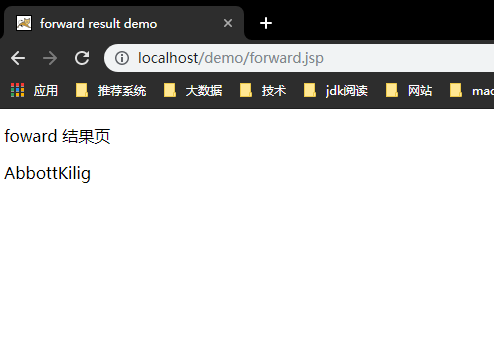 forward result demo
localhost/demo/forward.jsp
应用 推荐系统 大数据 技术 jdk阅读 网站 mac
foward 结果页
AbbottKilig